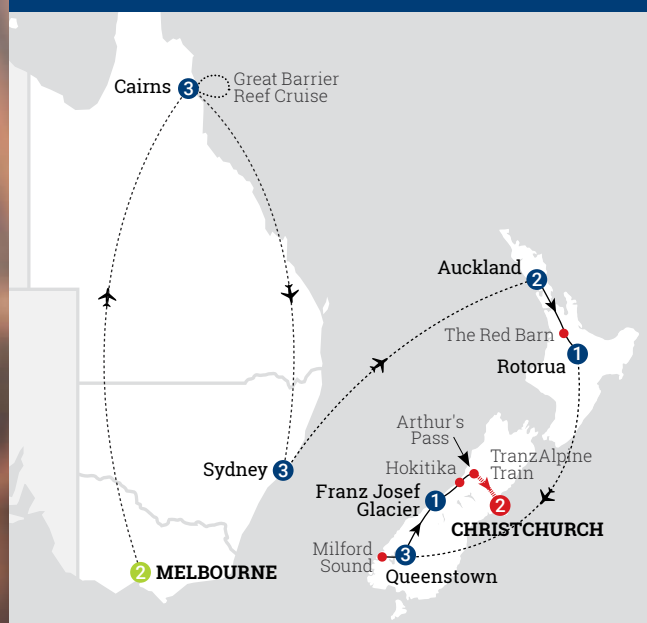 Cairns
3
Great Barrier
Reef Cruise
Auckland
2
The Red Barn
1
Rotorua
Arthur's
Pass
TranzAlpine
Train
Hokitika
Sydney
3
Franz Josef
Glacier
1
2
CHRISTCHURCH
Milford
Sound
3
Queenstown
2
MELBOURNE